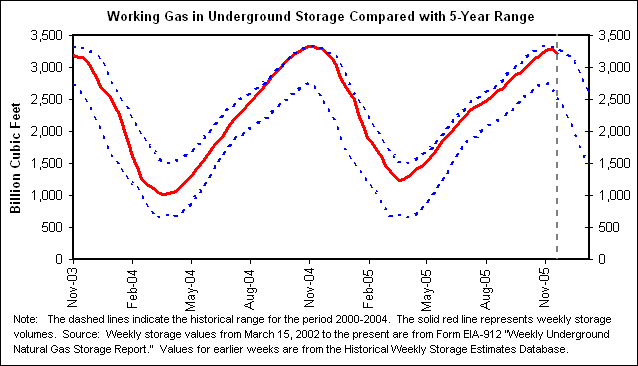 Working Gas in Underground Storage Compared with 5-Year Range
3,500
3,000
2,500
2,000
1,500
1,000
500
0
Billion Cubic Feet
3,500
3,000
2,500
2,000
1,500
1,000
500
0
Nov-03
Feb-04
May-04
Aug-04
Nov-04
Feb-05
May-05
Aug-05
Nov-05
Note: The dashed lines indicate the historical range for the period 2000-2004. The solid red line represents weekly storage
volumes. Source: Weekly storage values from March 15, 2002 to the present are from Form EIA-912 "Weekly Underground
Natural Gas Storage Report." Values for earlier weeks are from the Historical Weekly Storage Estimates Database.